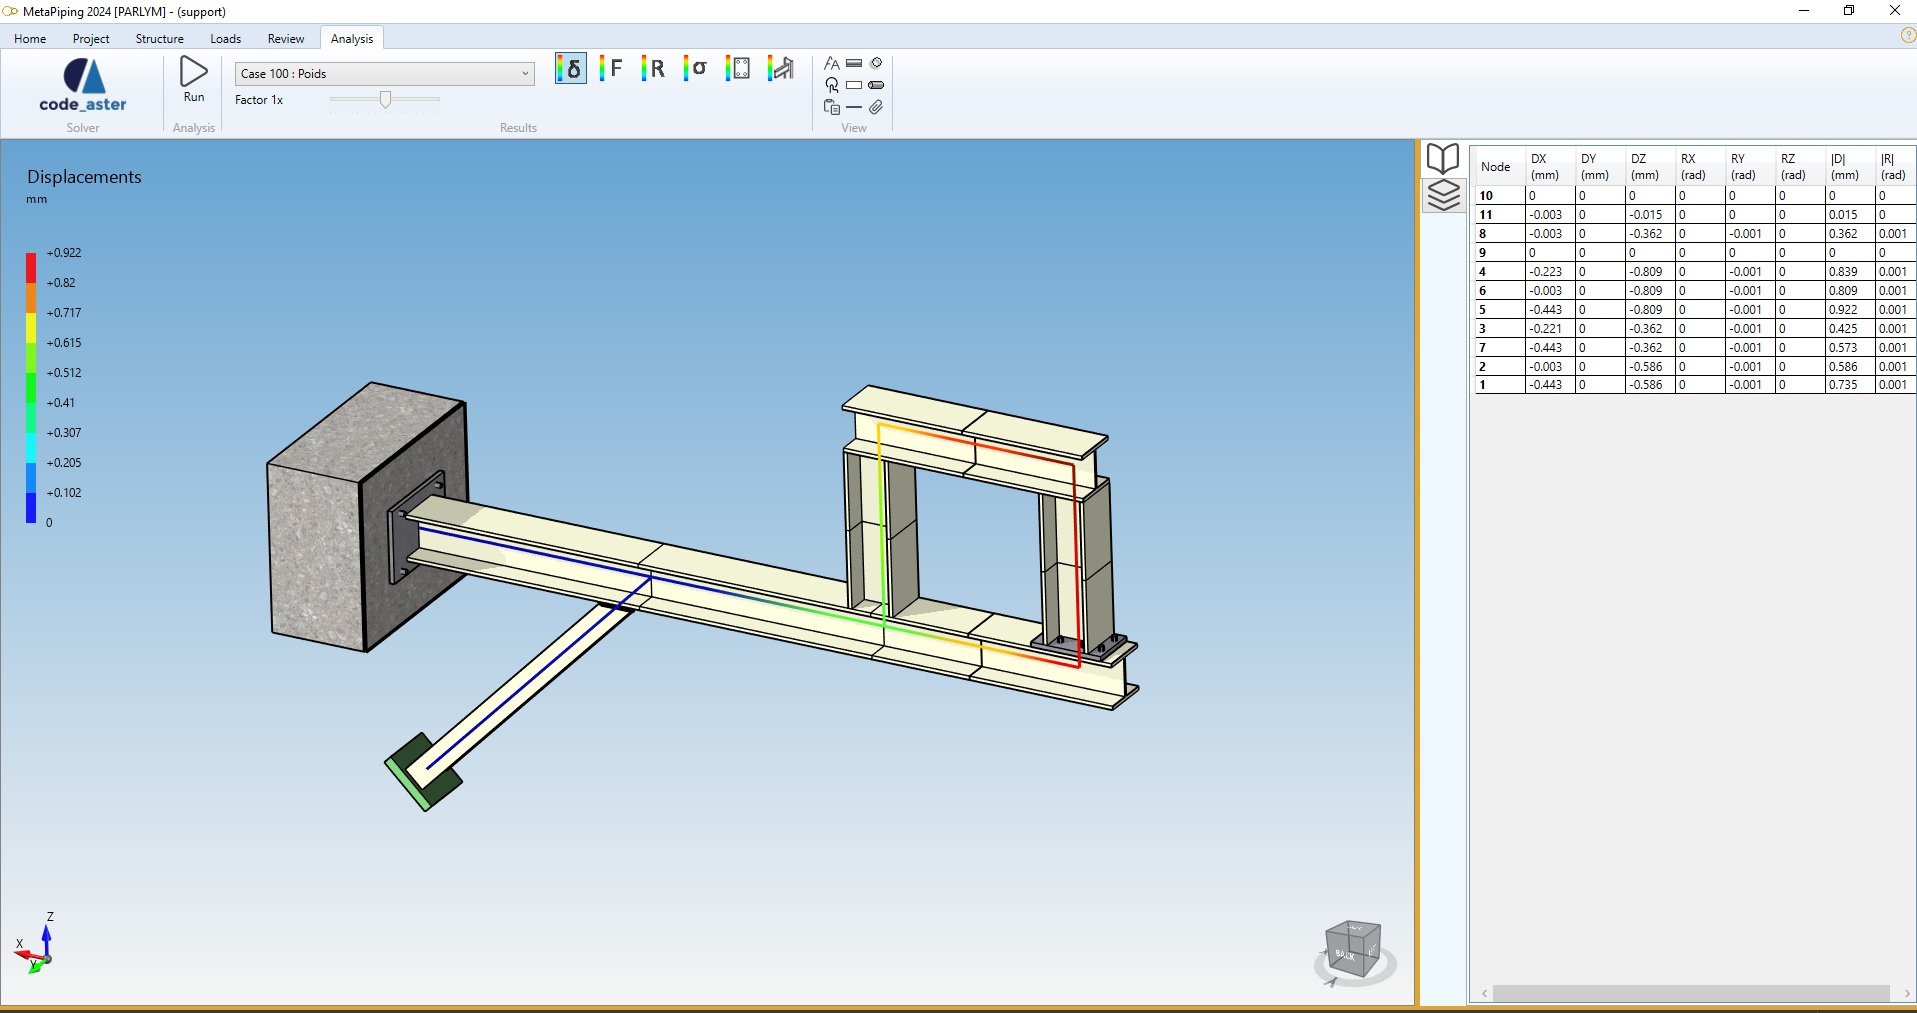 MetaPiping 2024 [PARLYM] - (support)
Home Project Structure Loads Review Analysis
?
code_aster
Solver
Run
Analysis
Case 100 : Poids
Factor 1x
δ F R σ
Results
View
Displacements
mm
+0.922
+0.82
+0.717
+0.615
+0.512
+0.41
+0.307
+0.205
+0.102
0
Z
X
Y
BACK
Node DX (mm) DY (mm) DZ (mm) RX (rad) RY (rad) RZ (rad) |D| (mm) |R| (rad)
10 0 0 0 0 0 0 0 0
11 -0.003 0 -0.015 0 0 0 0.015 0
8 -0.003 0 -0.362 0 -0.001 0 0.362 0.001
9 0 0 0 0 0 0 0 0
4 -0.223 0 -0.809 0 -0.001 0 0.839 0.001
6 -0.003 0 -0.809 0 -0.001 0 0.809 0.001
5 -0.443 0 -0.809 0 -0.001 0 0.922 0.001
3 -0.221 0 -0.362 0 -0.001 0 0.425 0.001
7 -0.443 0 -0.362 0 -0.001 0 0.573 0.001
2 -0.003 0 -0.586 0 -0.001 0 0.586 0.001
1 -0.443 0 -0.586 0 -0.001 0 0.735 0.001